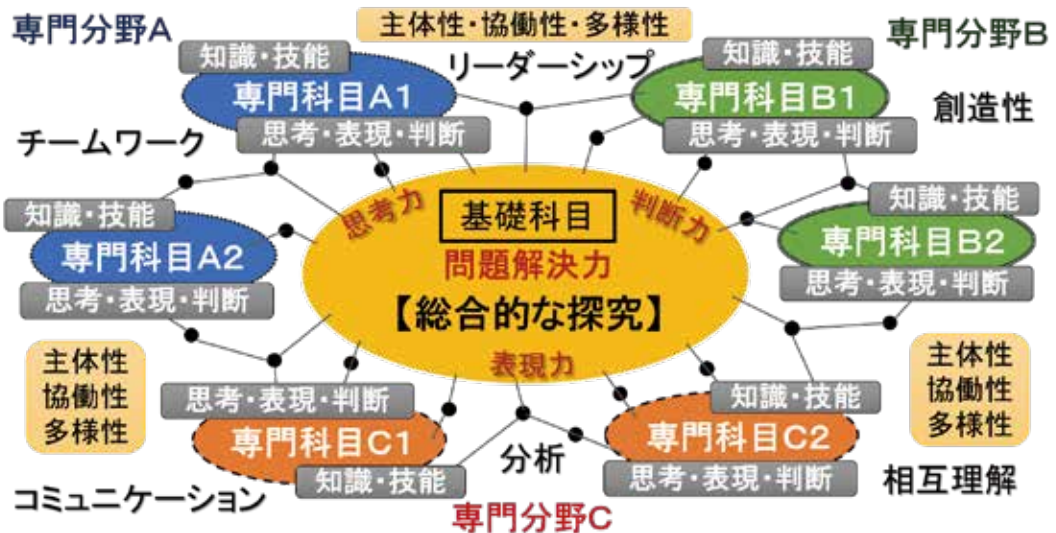 専門分野A
主体性・協働性・多様性
専門分野B
知識・技能
リーダーシップ
知識・技能
専門科目A1
専門科目B1
創造性
チームワーク
思考・表現・判断
思考・表現・判断
思考力
基礎科目
判断力
知識・技能
知識・技能
専門科目A2
問題解決力
専門科目B2
思考・表現・判断
【総合的な探究】
思考・表現・判断
表現力
主体性
協働性
多様性
主体性
協働性
多様性
思考・表現・判断
知識・技能
専門科目C1
専門科目C2
分析
知識・技能
思考・表現・判断
コミュニケーション
相互理解
専門分野C